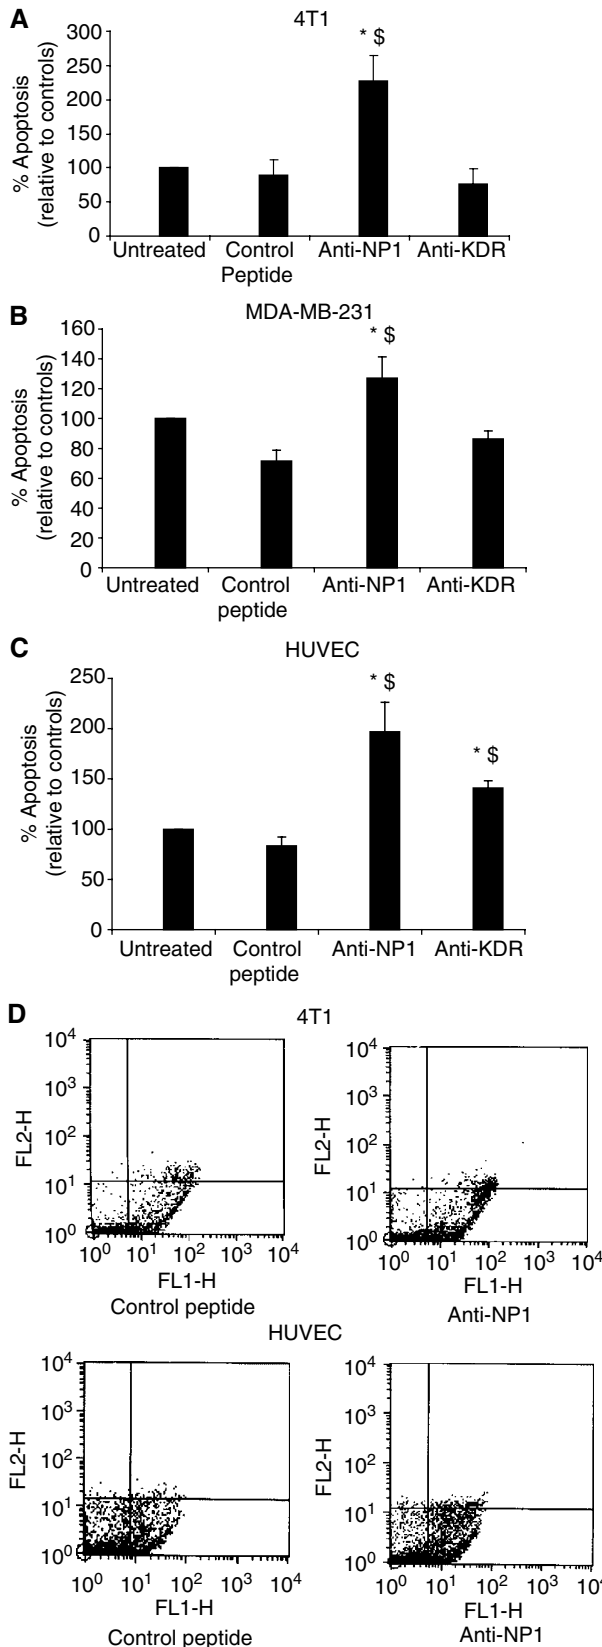 A
4T1
% Apoptosis
(relative to controls)
300
250
200
150
100
50
0
* $
Untreated
Control
Peptide
Anti-NP1
Anti-KDR
B
MDA-MB-231
% Apoptosis
(relative to controls)
160
140
120
100
80
60
40
20
0
* $
Untreated
Control
peptide
Anti-NP1
Anti-KDR
C
HUVEC
% Apoptosis
(relative to controls)
250
200
150
100
50
0
* $
* $
Untreated
Control
peptide
Anti-NP1
Anti-KDR
D
4T1
FL2-H
10⁴
10³
10²
10¹
10⁰
10⁰ 10¹ 10² 10³ 10⁴
FL1-H
Control peptide
FL2-H
10⁴
10³
10²
10¹
10⁰
10⁰ 10¹ 10² 10³ 10⁴
FL1-H
Anti-NP1
HUVEC
FL2-H
10⁴
10³
10²
10¹
10⁰
10⁰ 10¹ 10² 10³ 10⁴
FL1-H
Control peptide
FL2-H
10⁴
10³
10²
10¹
10⁰
10⁰ 10¹ 10² 10³
FL1-H
Anti-NP1